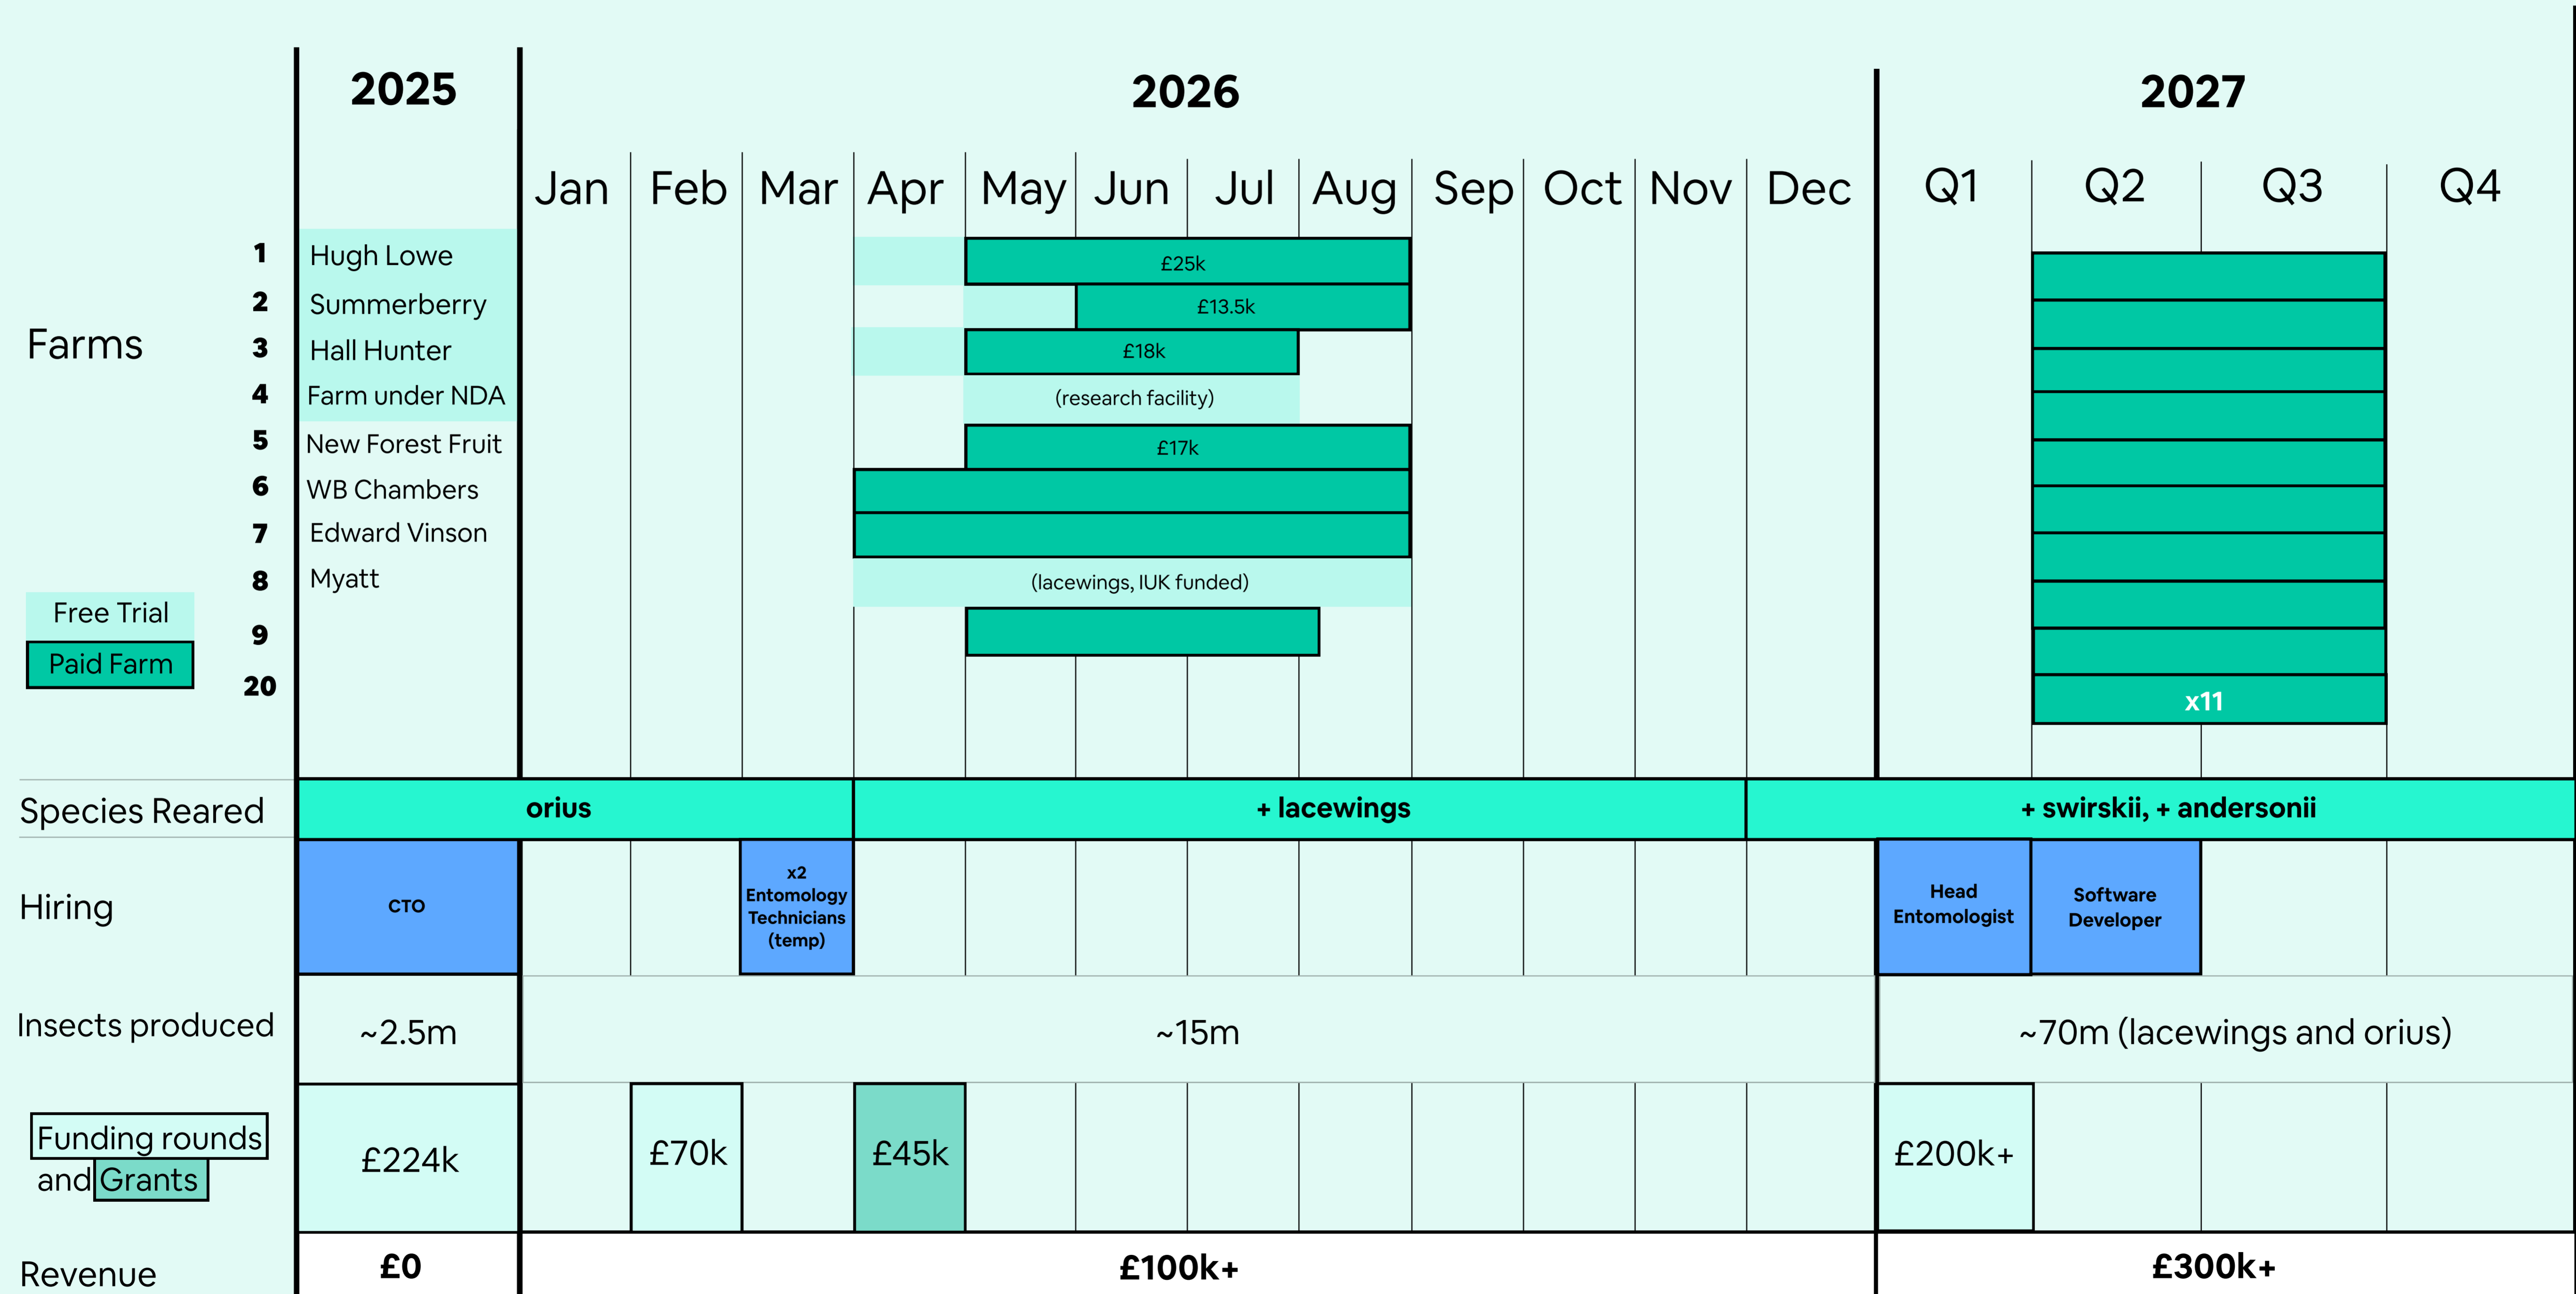 2025
2026
2027
Jan
Feb
Mar
Apr
May
Jun
Jul
Aug
Sep
Oct
Nov
Dec
Q1
Q2
Q3
Q4
Farms
1
Hugh Lowe
£25k
2
Summerberry
£13.5k
3
Hall Hunter
£18k
4
Farm under NDA
(research facility)
5
New Forest Fruit
£17k
6
WB Chambers
7
Edward Vinson
8
Myatt
(lacewings, IUK funded)
9
20
x11
Free Trial
Paid Farm
Species Reared
orius
+ lacewings
+ swirskii, + andersonii
Hiring
CTO
x2
Entomology
Technicians
(temp)
Head
Entomologist
Software
Developer
Insects produced
~2.5m
~15m
~70m (lacewings and orius)
Funding rounds
and Grants
£224k
£70k
£45k
£200k+
Revenue
£0
£100k+
£300k+